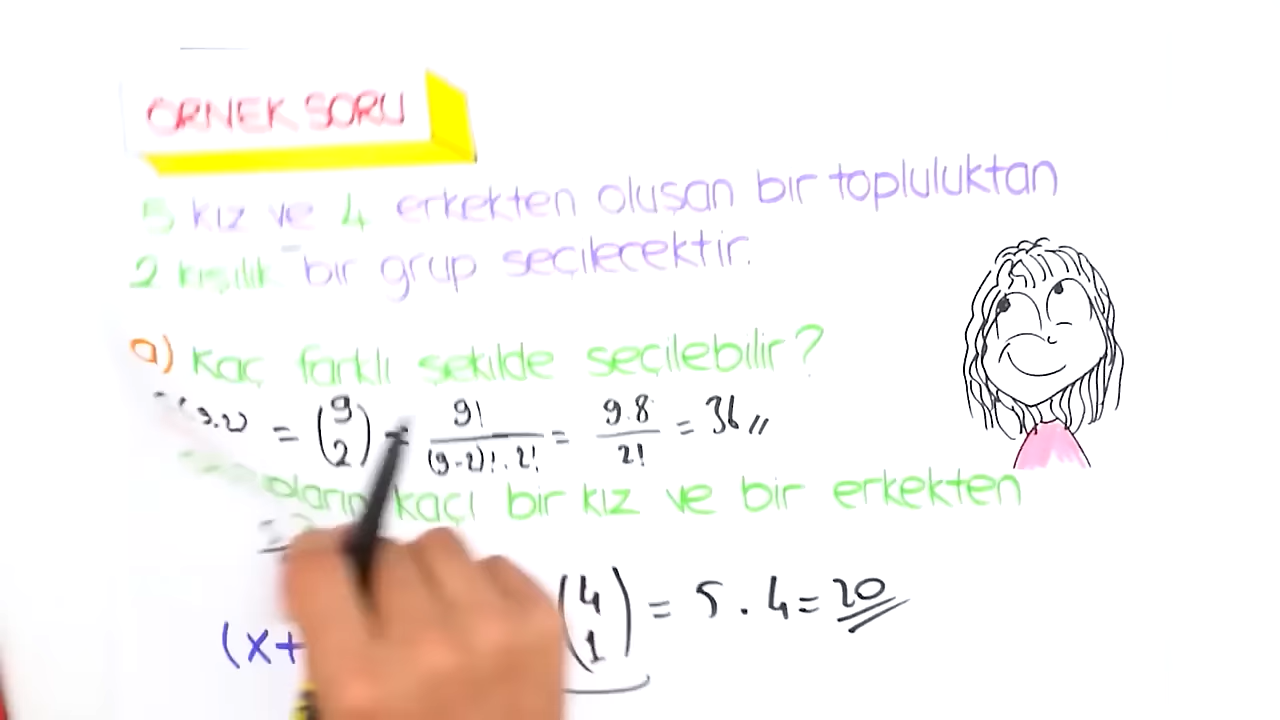 ÖRNEK SORU
5 kız ve 4 erkekten oluşan bir topluluktan
2 kişilik bir grup seçilecektir.
a) Kaç farklı şekilde seçilebilir?
= (9 2) = 9! / (9-2)!.2! = 9.8 / 2! = 36 //
kaçı bir kız ve bir erkekten
(4 1) = 5 . 4 = 20
(x+